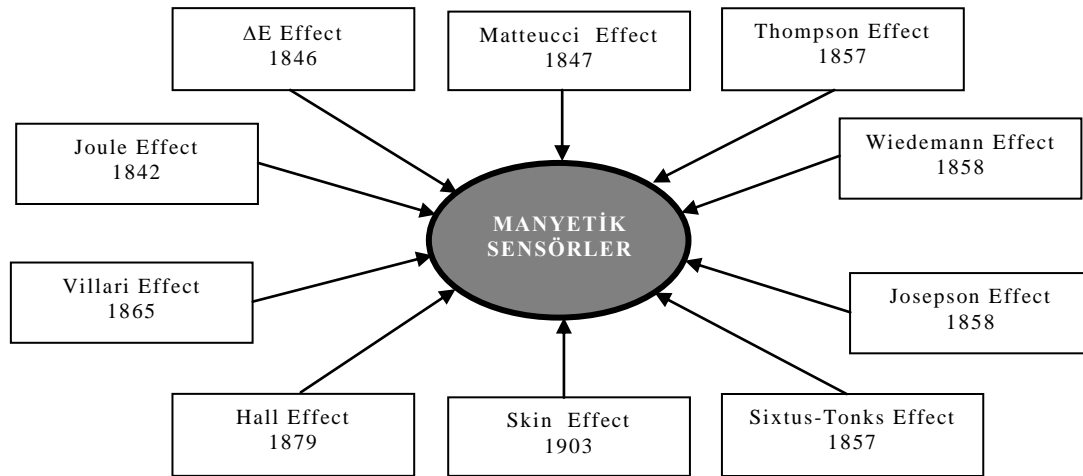 ΔE Effect
1846
Matteucci Effect
1847
Thompson Effect
1857
Joule Effect
1842
Wiedemann Effect
1858
MANYETİK
SENSÖRLER
Villari Effect
1865
Josepson Effect
1858
Hall Effect
1879
Skin Effect
1903
Sixtus-Tonks Effect
1857